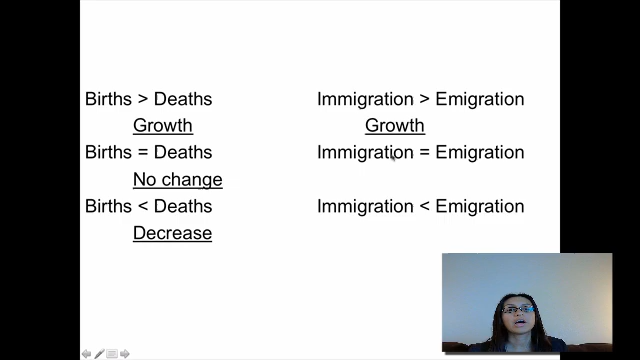 Births > Deaths
Growth
Births = Deaths
No change
Births < Deaths
Decrease
Immigration > Emigration
Growth
Immigration = Emigration
Immigration < Emigration